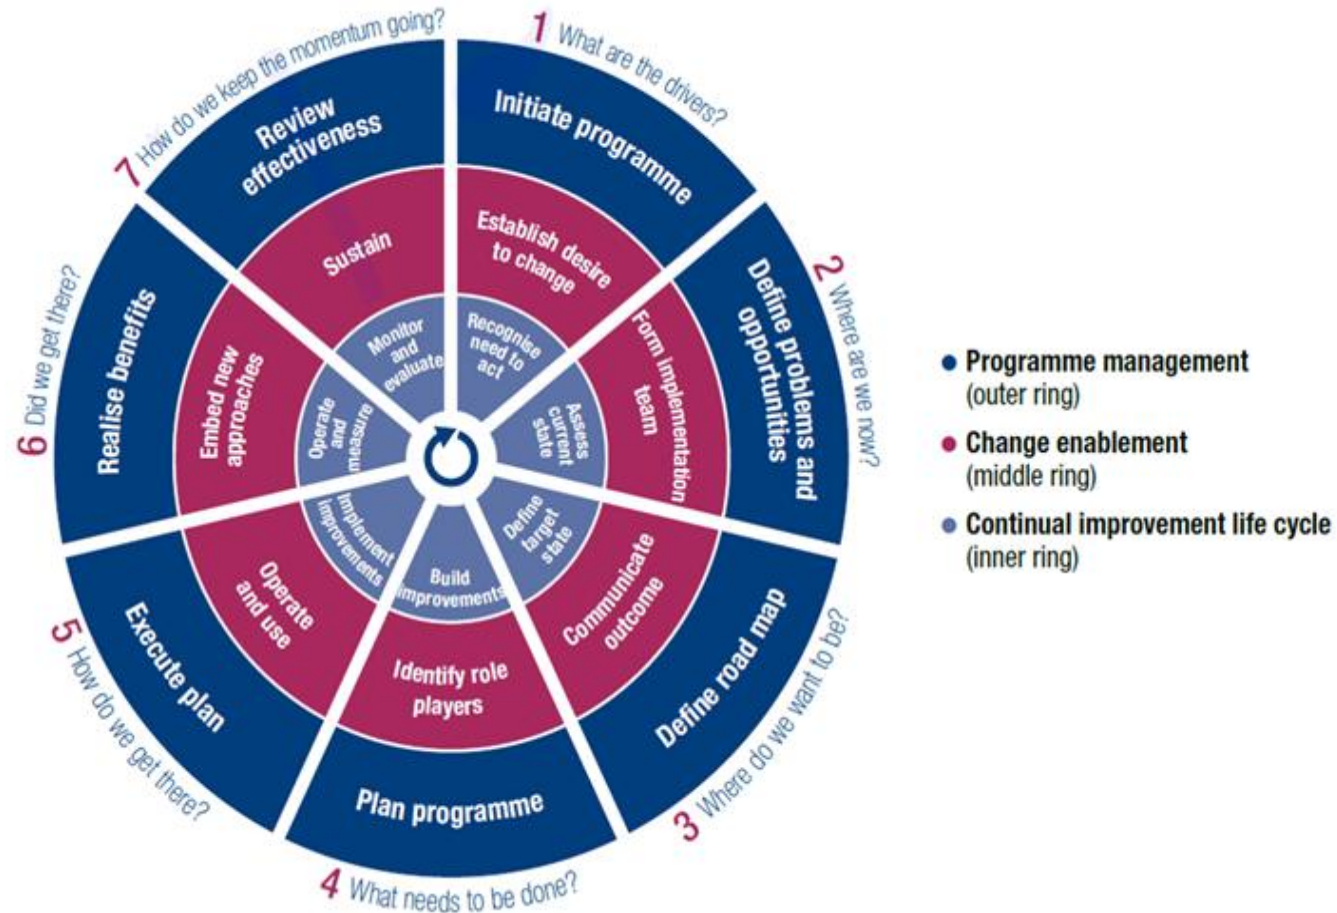 1 What are the drivers?
Initiate programme
Establish desire
to change
Recognise
need to
act
2 Where are we now?
Define problems and
opportunities
Form implementation
team
Assess
current
state
3 Where do we want to be?
Define road map
Communicate
outcome
Define
target
state
4 What needs to be done?
Plan programme
Identify role
players
Build
improvements
5 How do we get there?
Execute plan
Operate
and use
Implement
improvements
6 Did we get there?
Realise benefits
Embed new
approaches
Operate
and
measure
7 How do we keep the momentum going?
Review
effectiveness
Sustain
Monitor
and
evaluate
Programme management
(outer ring)
Change enablement
(middle ring)
Continual improvement life cycle
(inner ring)